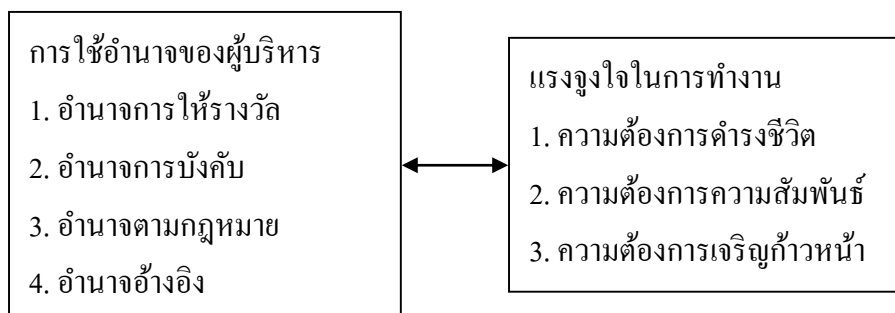 การใช้อำนาจของผู้บริหาร
1. อำนาจการให้รางวัล
2. อำนาจการบังคับ
3. อำนาจตามกฎหมาย
4. อำนาจอ้างอิง
แรงจูงใจในการทำงาน
1. ความต้องการดำรงชีวิต
2. ความต้องการความสัมพันธ์
3. ความต้องการเจริญก้าวหน้า